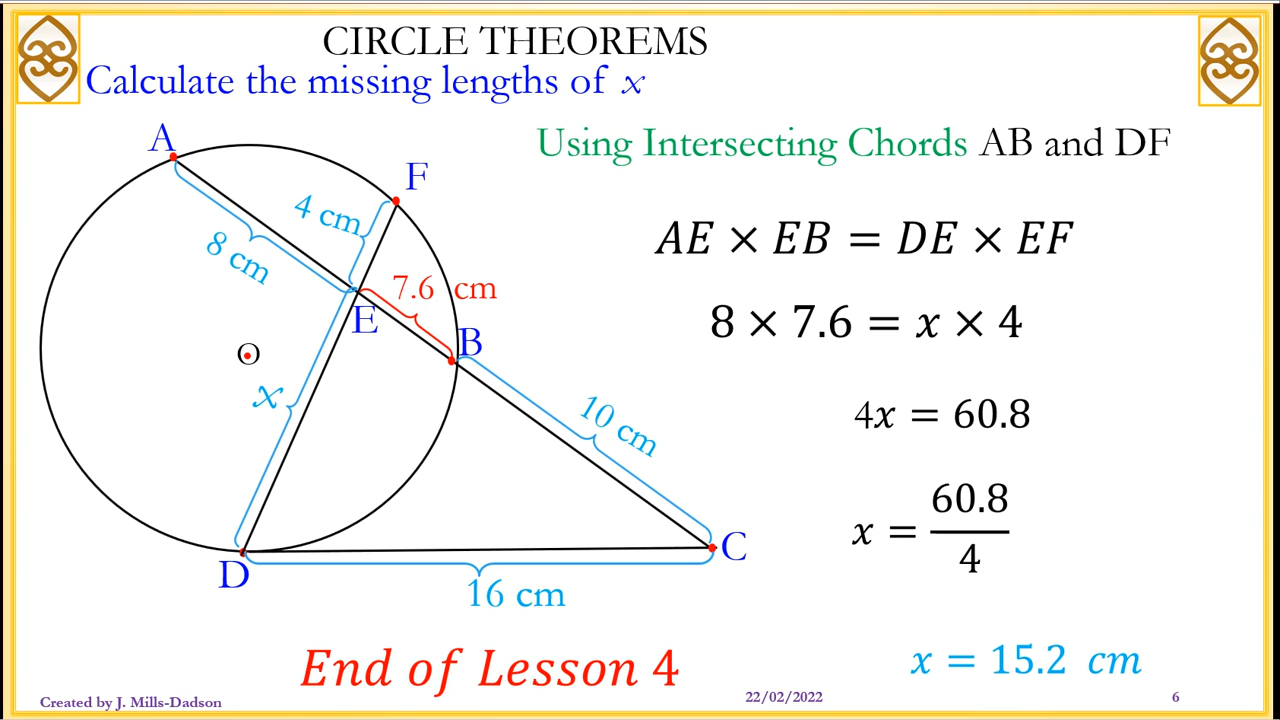 CIRCLE THEOREMS
Calculate the missing lengths of x
Using Intersecting Chords AB and DF
A
F
4 cm
8 cm
7.6 cm
E
B
O
x
10 cm
D
C
16 cm
AE × EB = DE × EF
8 × 7.6 = x × 4
4x = 60.8
x = 60.8/4
x = 15.2 cm
End of Lesson 4
Created by J. Mills-Dadson
22/02/2022
6